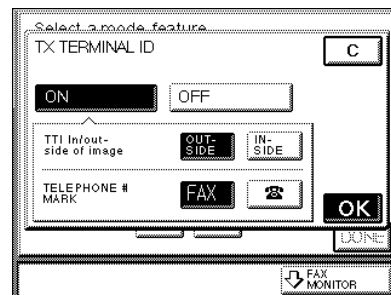 Select a mode feature
TX TERMINAL ID
C
ON
OFF
TTI In/out-
side of image
OUT-
SIDE
IN-
SIDE
TELEPHONE #
MARK
FAX
OK
DONE
FAX
MONITOR